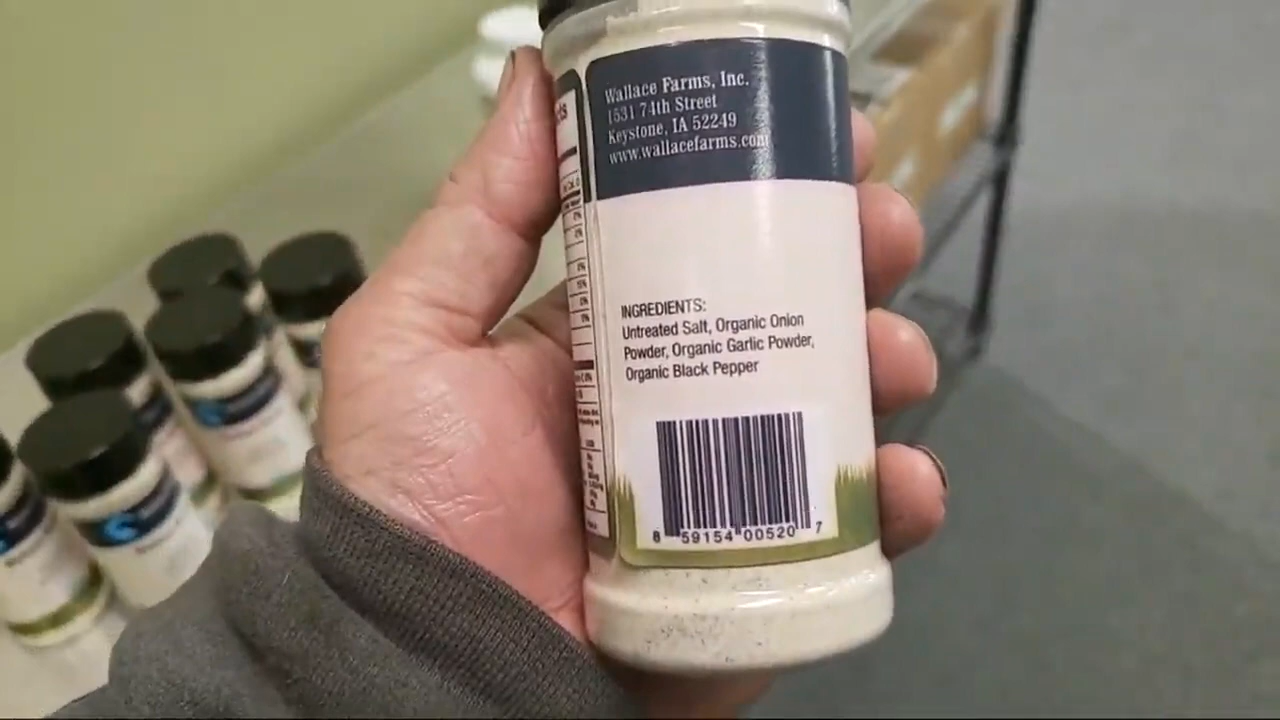 Wallace Farms, Inc.
1531 74th Street
Keystone, IA 52249
www.wallacefarms.com
INGREDIENTS:
Untreated Salt, Organic Onion
Powder, Organic Garlic Powder,
Organic Black Pepper
8 59154 00520 7